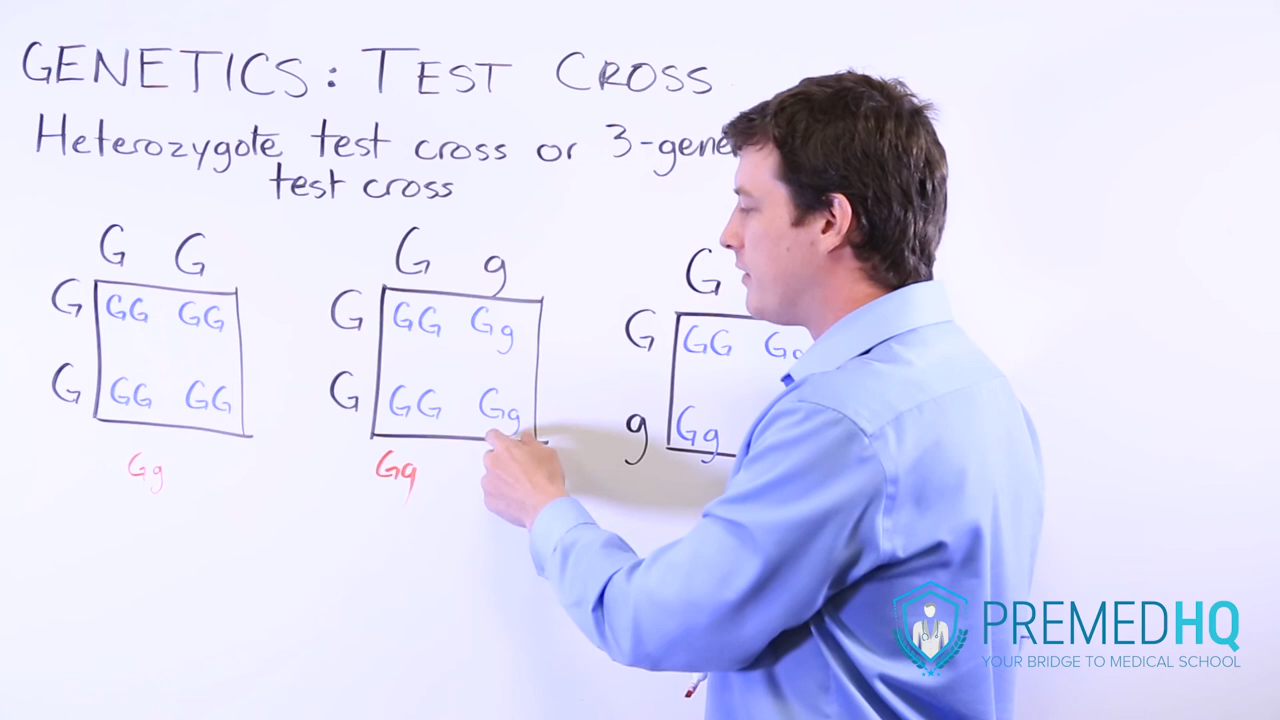 GENETICS: TEST CROSS
Heterozygote test cross or 3-gene
test cross
G G
G GG GG
G GG GG
Gg
G g
G GG Gg
G GG Gg
Gg
G
G GG Gg
g Gg
PREMEDHQ
YOUR BRIDGE TO MEDICAL SCHOOL